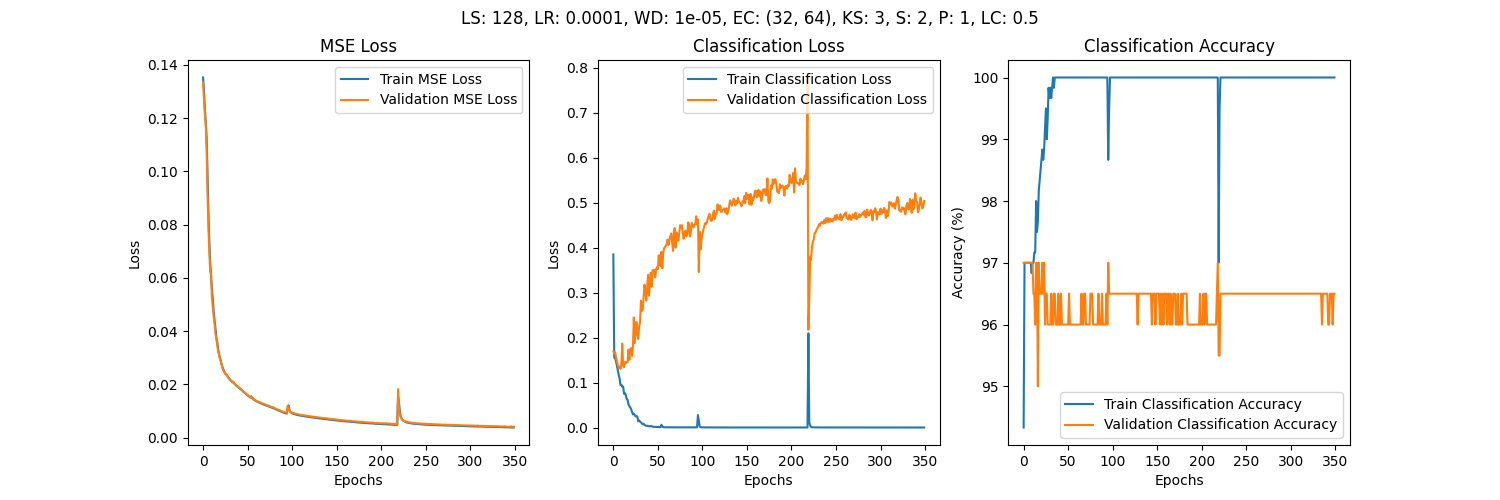 LS: 128, LR: 0.0001, WD: 1e-05, EC: (32, 64), KS: 3, S: 2, P: 1, LC: 0.5
MSE Loss
Train MSE Loss
Validation MSE Loss
0.14
0.12
0.10
0.08
0.06
0.04
0.02
0.00
Loss
0
50
100
150
200
250
300
350
Epochs
Classification Loss
Train Classification Loss
Validation Classification Loss
0.8
0.7
0.6
0.5
0.4
0.3
0.2
0.1
0.0
Loss
0
50
100
150
200
250
300
350
Epochs
Classification Accuracy
100
99
98
97
96
95
Accuracy (%)
Train Classification Accuracy
Validation Classification Accuracy
0
50
100
150
200
250
300
350
Epochs